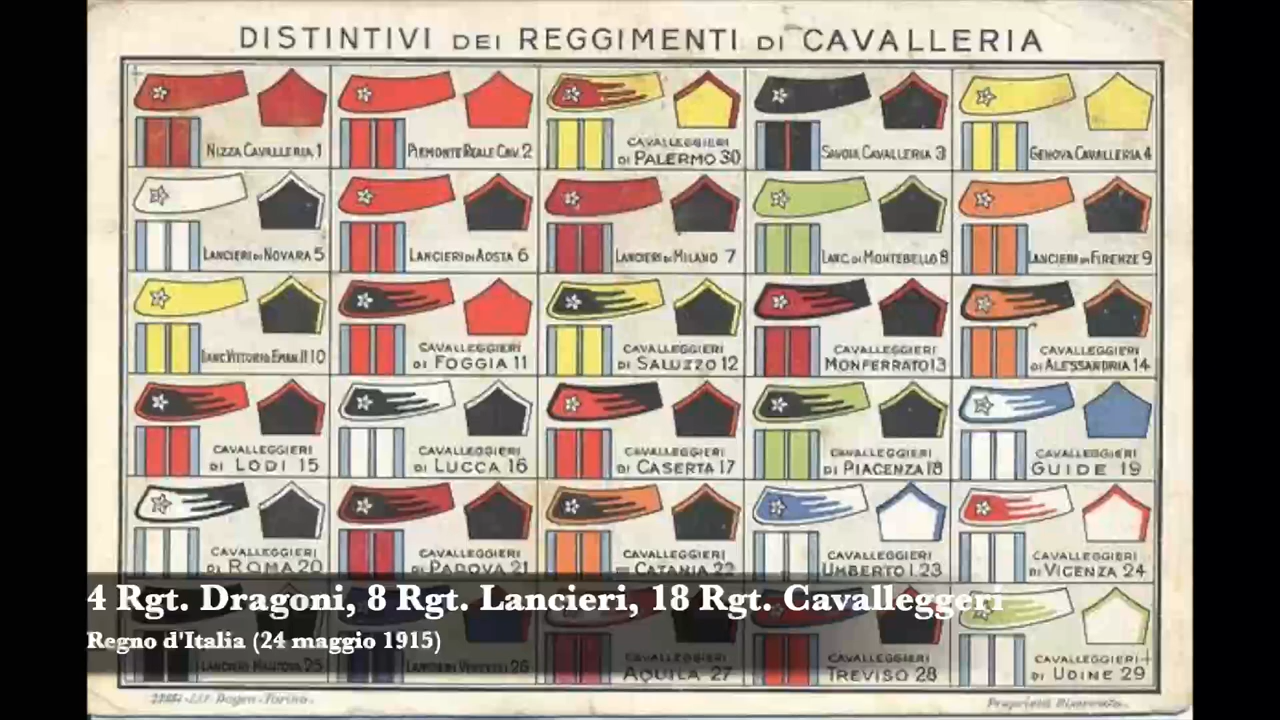 DISTINTIVI DEI REGGIMENTI DI CAVALLERIA
NIZZA CAVALLERIA 1
PIEMONTE REALE CAV. 2
CAVALLEGGIERI
DI PALERMO 30
SAVOIA CAVALLERIA 3
GENOVA CAVALLERIA 4
LANCIERI DI NOVARA 5
LANCIERI DI AOSTA 6
LANCIERI DI MILANO 7
LANC. DI MONTEBELLO 8
LANCIERI DI FIRENZE 9
LANC. VITTORIO EMAN. II 10
CAVALLEGGIERI
DI FOGGIA 11
CAVALLEGGIERI
DI SALUZZO 12
CAVALLEGGIERI
MONFERRATO 13
CAVALLEGGIERI
DI ALESSANDRIA 14
CAVALLEGGIERI
DI LODI 15
CAVALLEGGIERI
DI LUCCA 16
CAVALLEGGIERI
DI CASERTA 17
CAVALLEGGIERI
DI PIACENZA 18
CAVALLEGGIERI
GUIDE 19
CAVALLEGGIERI
DI ROMA 20
CAVALLEGGIERI
DI PADOVA 21
CAVALLEGGIERI
DI CATANIA 22
CAVALLEGGIERI
UMBERTO I. 23
CAVALLEGGIERI
DI VICENZA 24
4 Rgt. Dragoni, 8 Rgt. Lancieri, 18 Rgt. Cavalleggeri
Regno d'Italia (24 maggio 1915)
LANCIERI MANTOVA 25
LANCIERI VERCELLI 26
AQUILA 27
TREVISO 28
CAVALLEGGIERI
DI UDINE 29
Torino.
Proprietà Riservata.